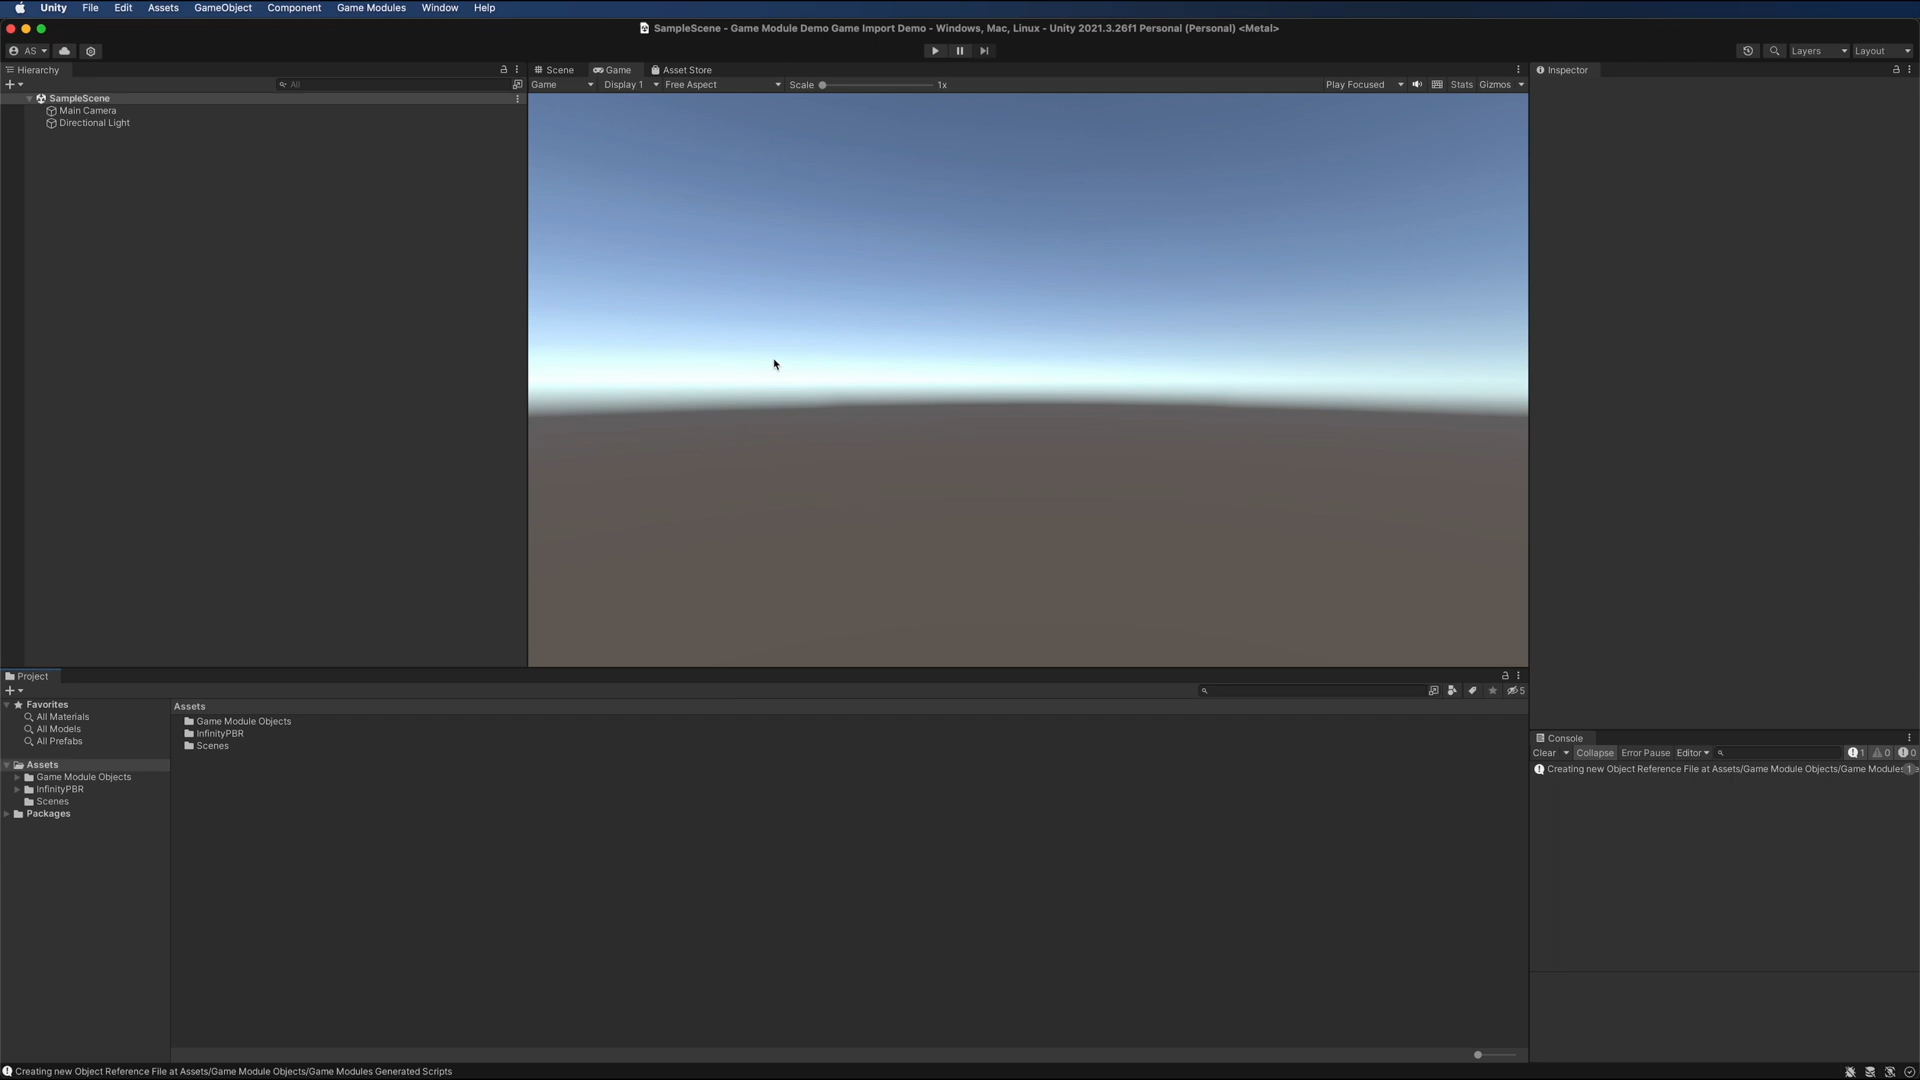 Unity File Edit Assets GameObject Component Game Modules Window Help
SampleScene - Game Module Demo Game Import Demo - Windows, Mac, Linux - Unity 2021.3.26f1 Personal (Personal) <Metal>
AS
Layers
Layout
Hierarchy
All
SampleScene
Main Camera
Directional Light
Scene
Game
Asset Store
Game
Display 1
Free Aspect
Scale
1x
Play Focused
Stats
Gizmos
Inspector
Project
5
Favorites
All Materials
All Models
All Prefabs
Assets
Game Module Objects
InfinityPBR
Scenes
Packages
Assets
Game Module Objects
InfinityPBR
Scenes
Console
Clear
Collapse
Error Pause
Editor
1
0
0
Creating new Object Reference File at Assets/Game Module Objects/Game Modules
1
Creating new Object Reference File at Assets/Game Module Objects/Game Modules Generated Scripts